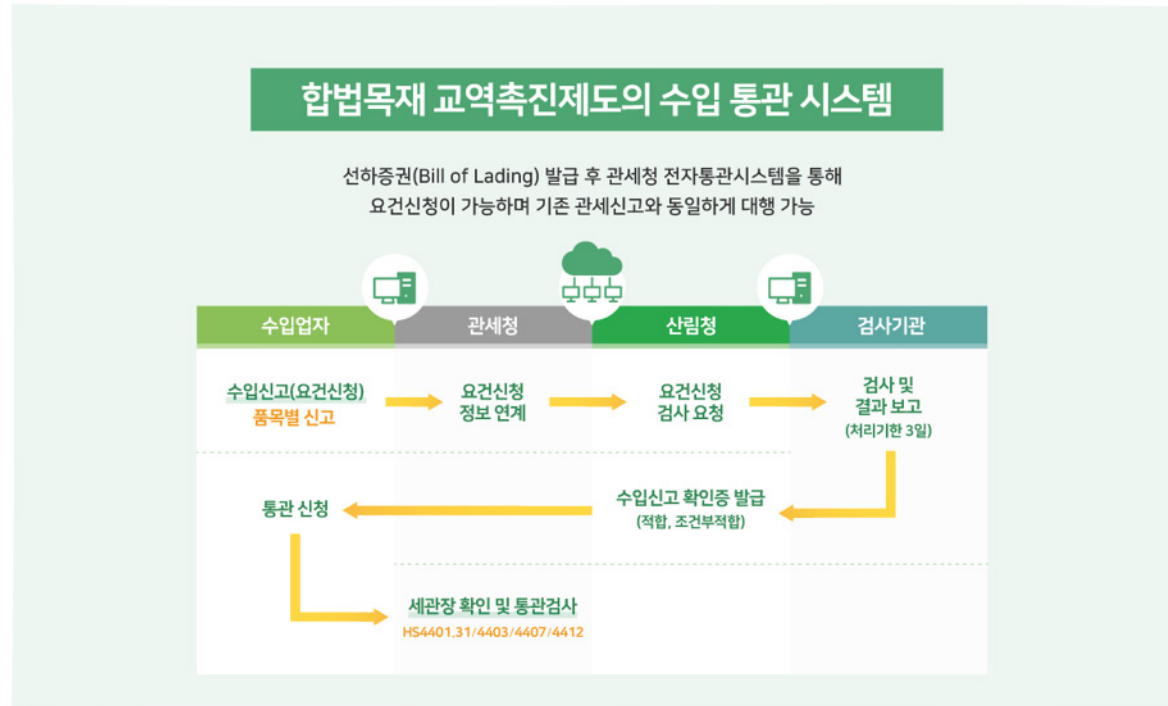 합법목재 교역촉진제도의 수입 통관 시스템
선하증권(Bill of Lading) 발급 후 관세청 전자통관시스템을 통해
요건신청이 가능하며 기존 관세신고와 동일하게 대행 가능
수입업자
관세청
산림청
검사기관
수입신고(요건신청)
품목별 신고
요건신청
정보 연계
요건신청
검사 요청
검사 및
결과 보고
(처리기한 3일)
통관 신청
수입신고 확인증 발급
(적합, 조건부적합)
세관장 확인 및 통관검사
HS4401.31/4403/4407/4412